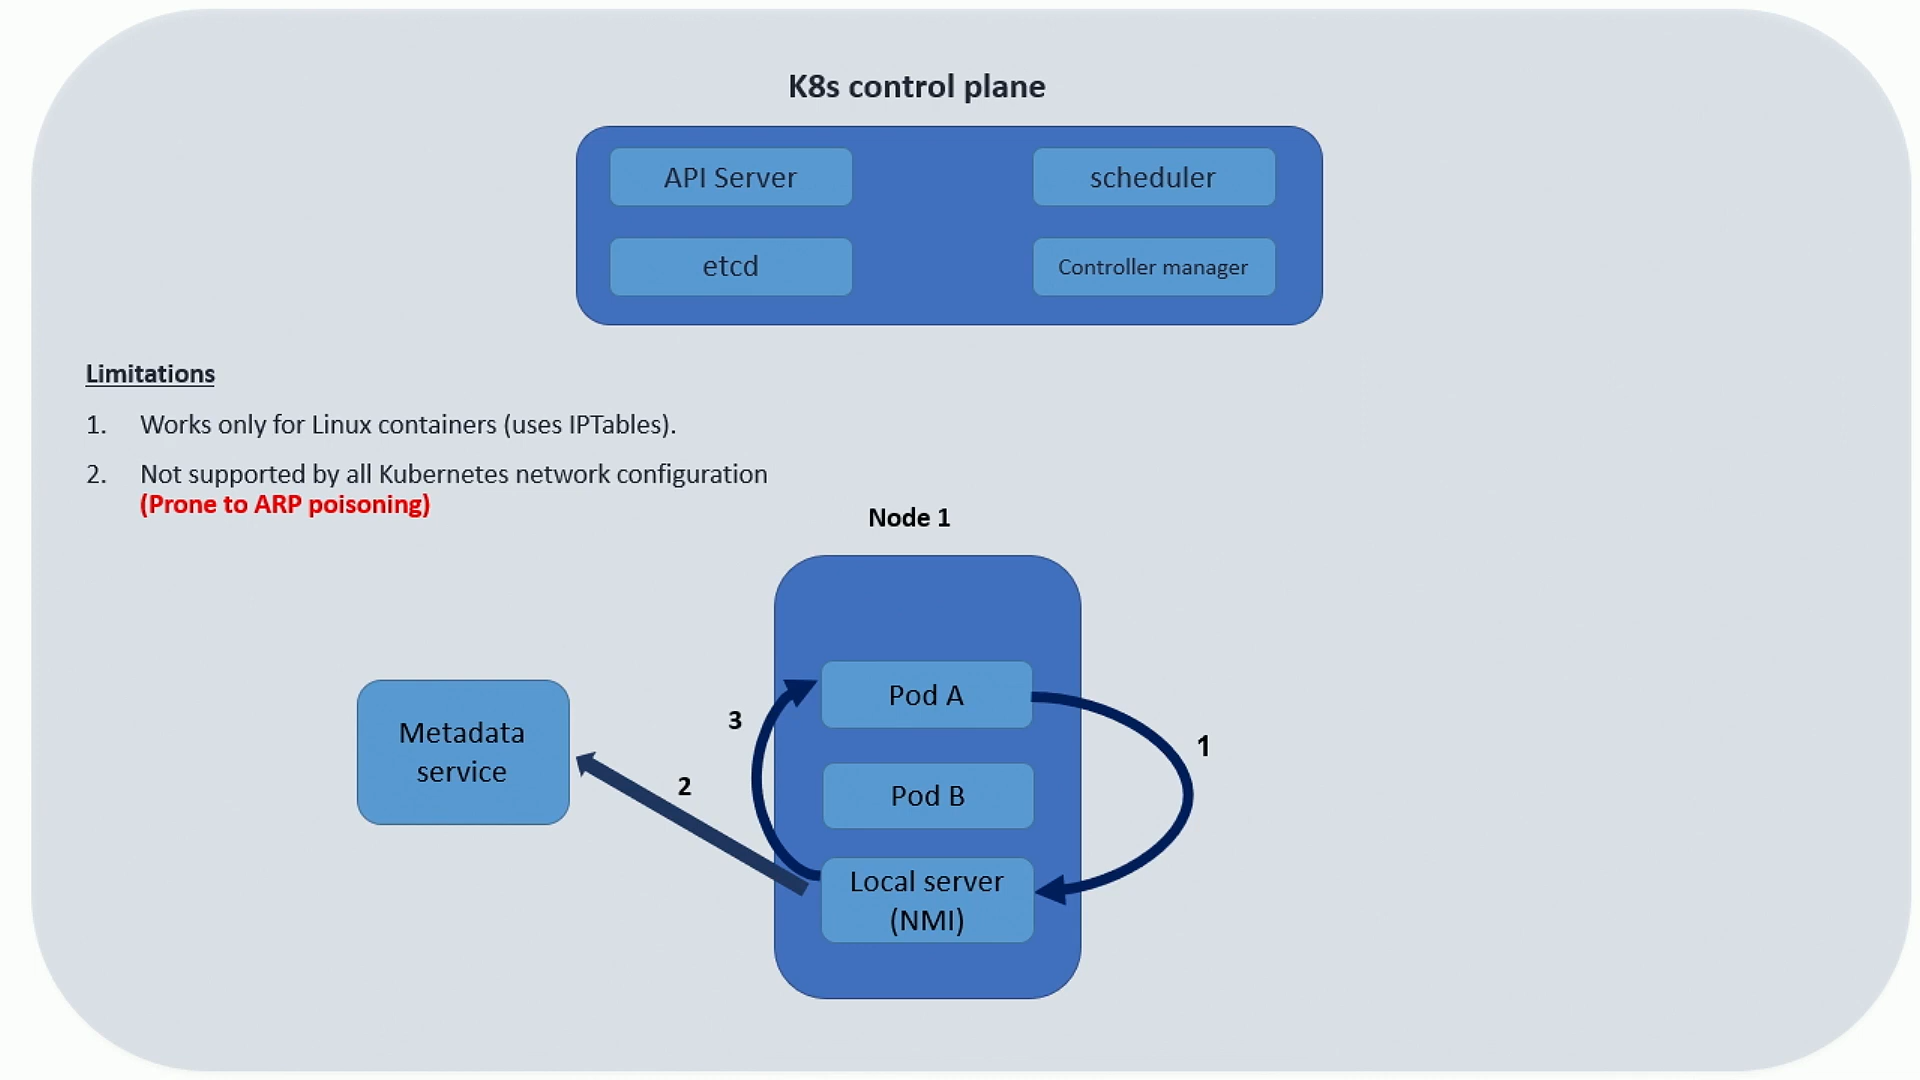 K8s control plane
API Server
scheduler
etcd
Controller manager
Limitations
1. Works only for Linux containers (uses IPTables).
2. Not supported by all Kubernetes network configuration
(Prone to ARP poisoning)
Node 1
Pod A
3
1
Metadata
service
2
Pod B
Local server
(NMI)